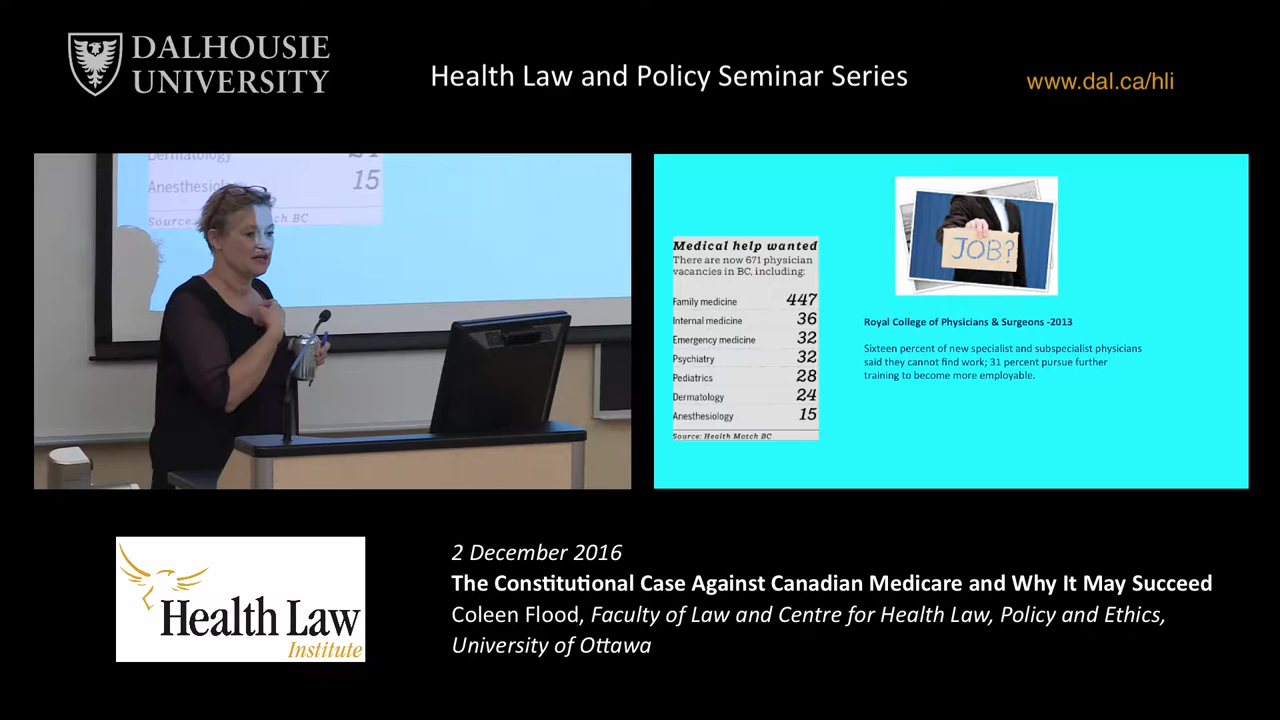 DALHOUSIE
UNIVERSITY
Health Law and Policy Seminar Series
www.dal.ca/hli
Dermatology
24
Anesthesiology
15
Source: Health Match BC
JOB?
Medical help wanted
There are now 671 physician
vacancies in BC, including:
Family medicine 447
Internal medicine 36
Emergency medicine 32
Psychiatry 32
Pediatrics 28
Dermatology 24
Anesthesiology 15
Source: Health Match BC
Royal College of Physicians & Surgeons -2013
Sixteen percent of new specialist and subspecialist physicians
said they cannot find work; 31 percent pursue further
training to become more employable.
Health Law
Institute
2 December 2016
The Constitutional Case Against Canadian Medicare and Why It May Succeed
Coleen Flood, Faculty of Law and Centre for Health Law, Policy and Ethics,
University of Ottawa